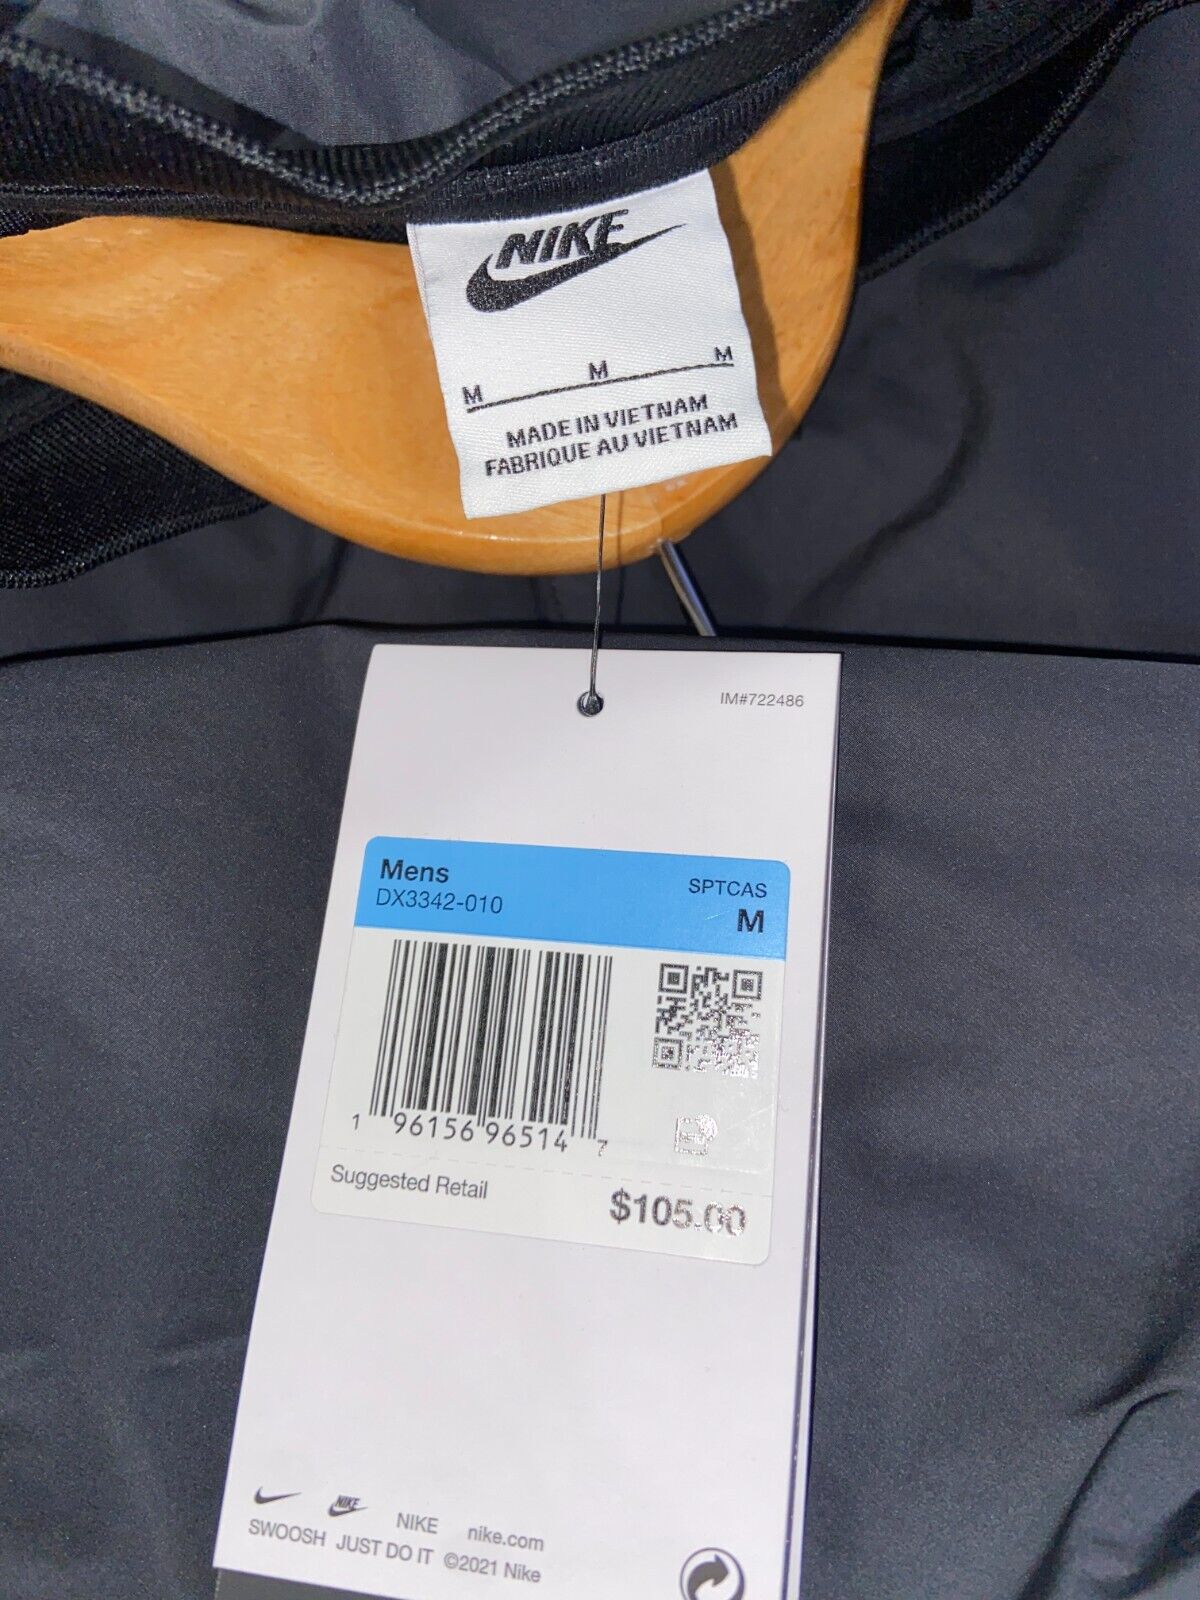 NIKE
M M M
MADE IN VIETNAM
FABRIQUE AU VIETNAM
IM#722486
Mens SPTCAS
DX3342-010 M
1 96156 96514 7
Suggested Retail $105.00
NIKE NIKE nike.com
SWOOSH JUST DO IT ©2021 Nike